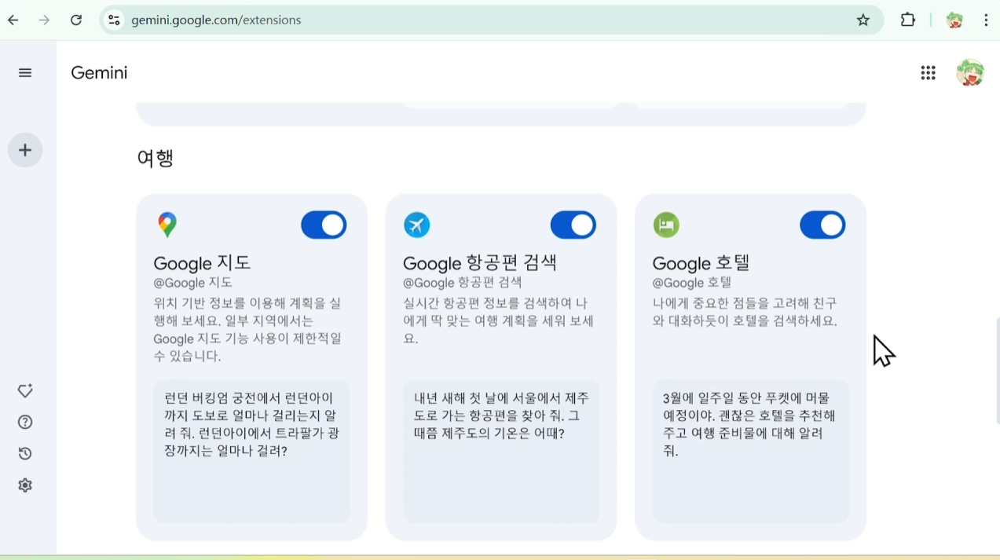 gemini.google.com/extensions
Gemini
여행
Google 지도
@Google 지도
위치 기반 정보를 이용해 계획을 실
행해 보세요. 일부 지역에서는
Google 지도 기능 사용이 제한적일
수 있습니다.
런던 버킹엄 궁전에서 런던아이
까지 도보로 얼마나 걸리는지 알
려 줘. 런던아이에서 트라팔가 광
장까지는 얼마나 걸려?
Google 항공편 검색
@Google 항공편 검색
실시간 항공편 정보를 검색하여 나
에게 딱 맞는 여행 계획을 세워 보세
요.
내년 새해 첫 날에 서울에서 제주
도로 가는 항공편을 찾아 줘. 그
때쯤 제주도의 기온은 어때?
Google 호텔
@Google 호텔
나에게 중요한 점들을 고려해 친구
와 대화하듯이 호텔을 검색하세요.
3월에 일주일 동안 푸켓에 머물
예정이야. 괜찮은 호텔을 추천해
주고 여행 준비물에 대해 알려
줘.